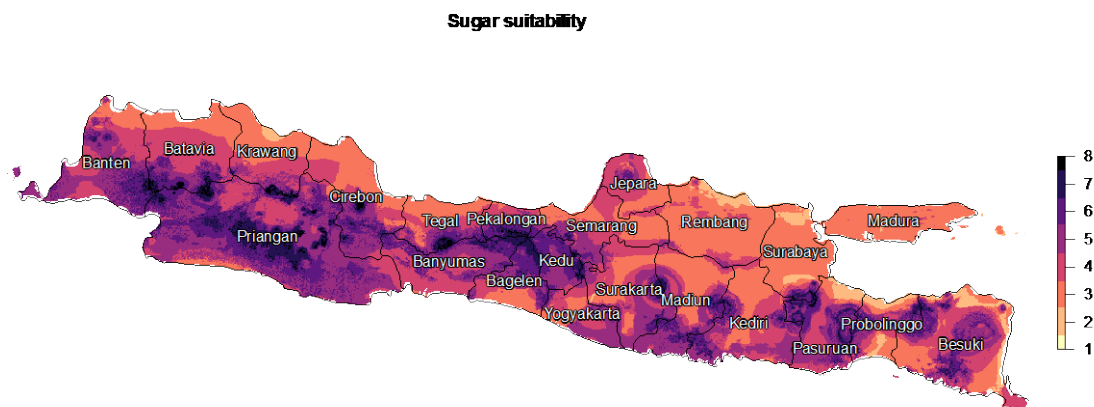 Sugar suitability
Banten
Batavia
Krawang
Cirebon
Priangan
Tegal
Pekalongan
Semarang
Jepara
Rembang
Madura
Surabaya
Banyumas
Kedu
Bagelen
Yogyakarta
Surakarta
Madiun
Kediri
Pasuruan
Probolinggo
Besuki
8
7
6
5
4
3
2
1